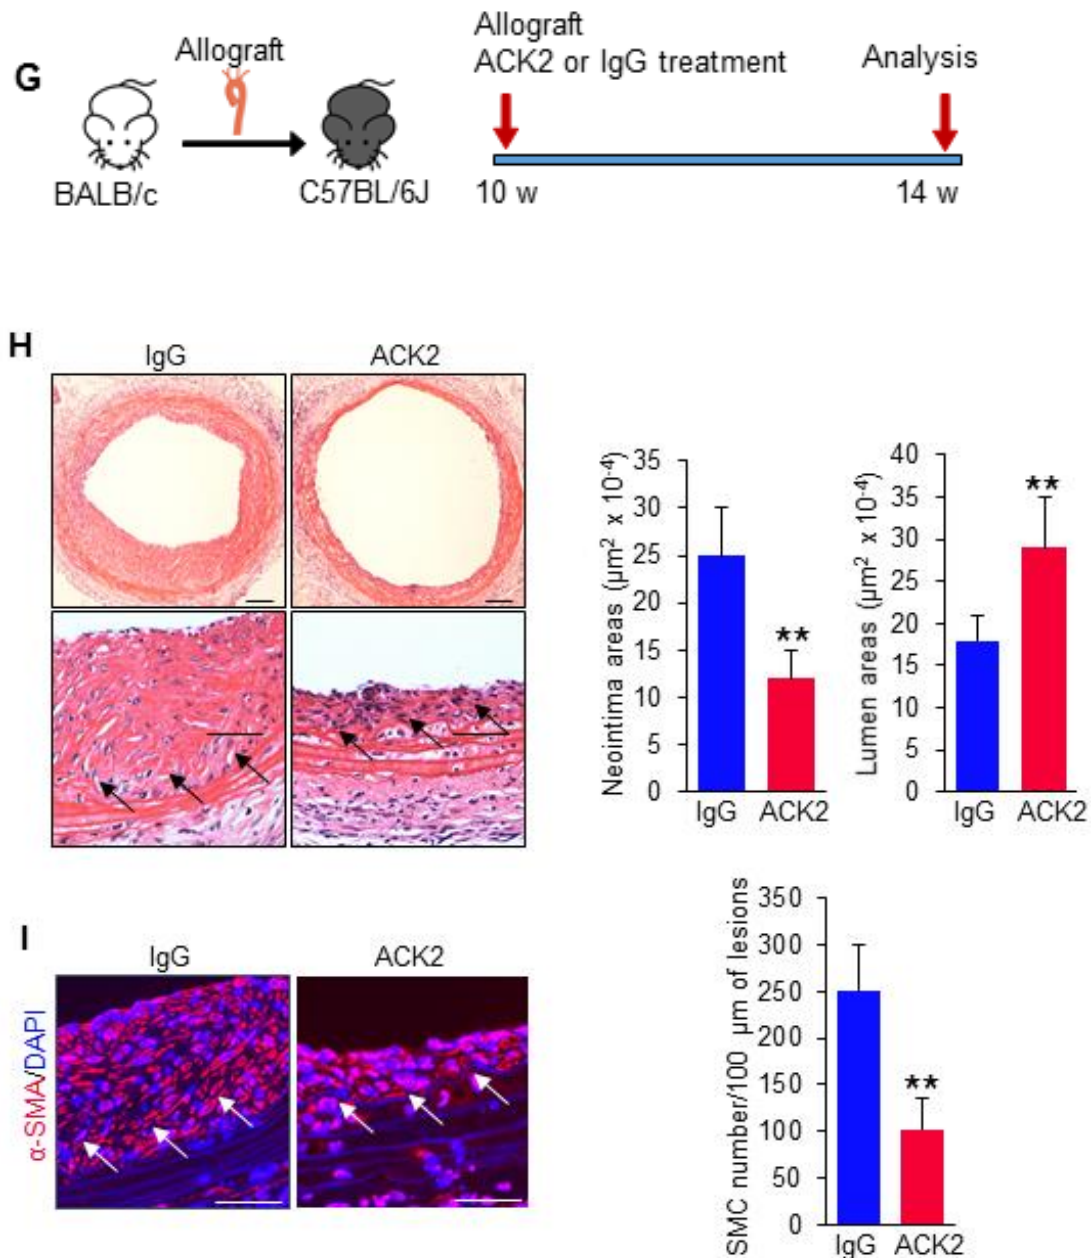 G
Allograft
BALB/c
C57BL/6J
Allograft
ACK2 or IgG treatment
Analysis
10 w
14 w
H
IgG
ACK2
Neointima areas (µm² x 10⁻⁴)
35
30
25
20
15
10
5
0
**
IgG
ACK2
Lumen areas (µm² x 10⁻⁴)
40
35
30
25
20
15
10
5
0
**
IgG
ACK2
I
IgG
ACK2
α-SMA/DAPI
SMC number/100 µm of lesions
350
300
250
200
150
100
50
0
**
IgG
ACK2